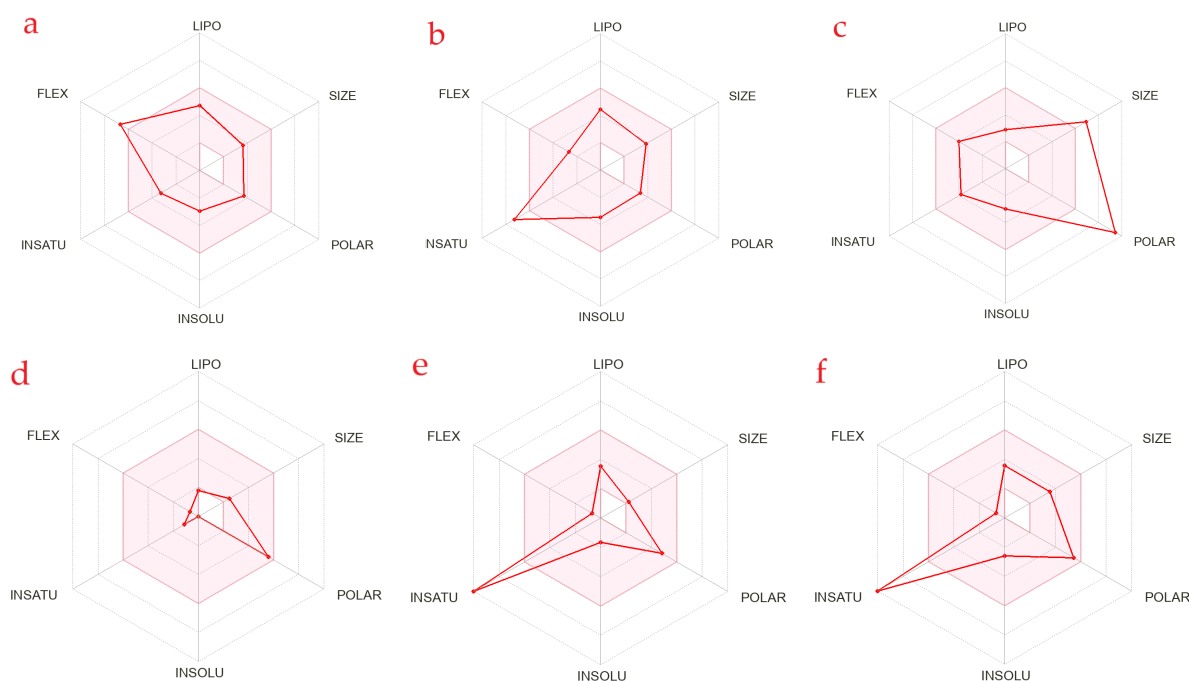 a
LIPO
FLEX
SIZE
INSATU
POLAR
INSOLU
b
LIPO
FLEX
SIZE
NSATU
POLAR
INSOLU
c
LIPO
FLEX
SIZE
INSATU
POLAR
INSOLU
d
LIPO
FLEX
SIZE
INSATU
POLAR
INSOLU
e
LIPO
FLEX
SIZE
INSATU
POLAR
INSOLU
f
LIPO
FLEX
SIZE
INSATU
POLAR
INSOLU